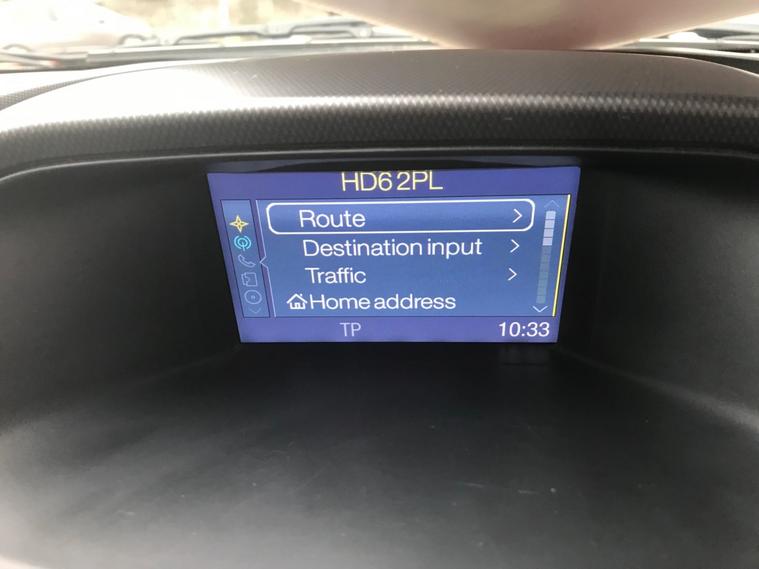 HD6 2PL
Route
Destination input
Traffic
Home address
TP 10:33